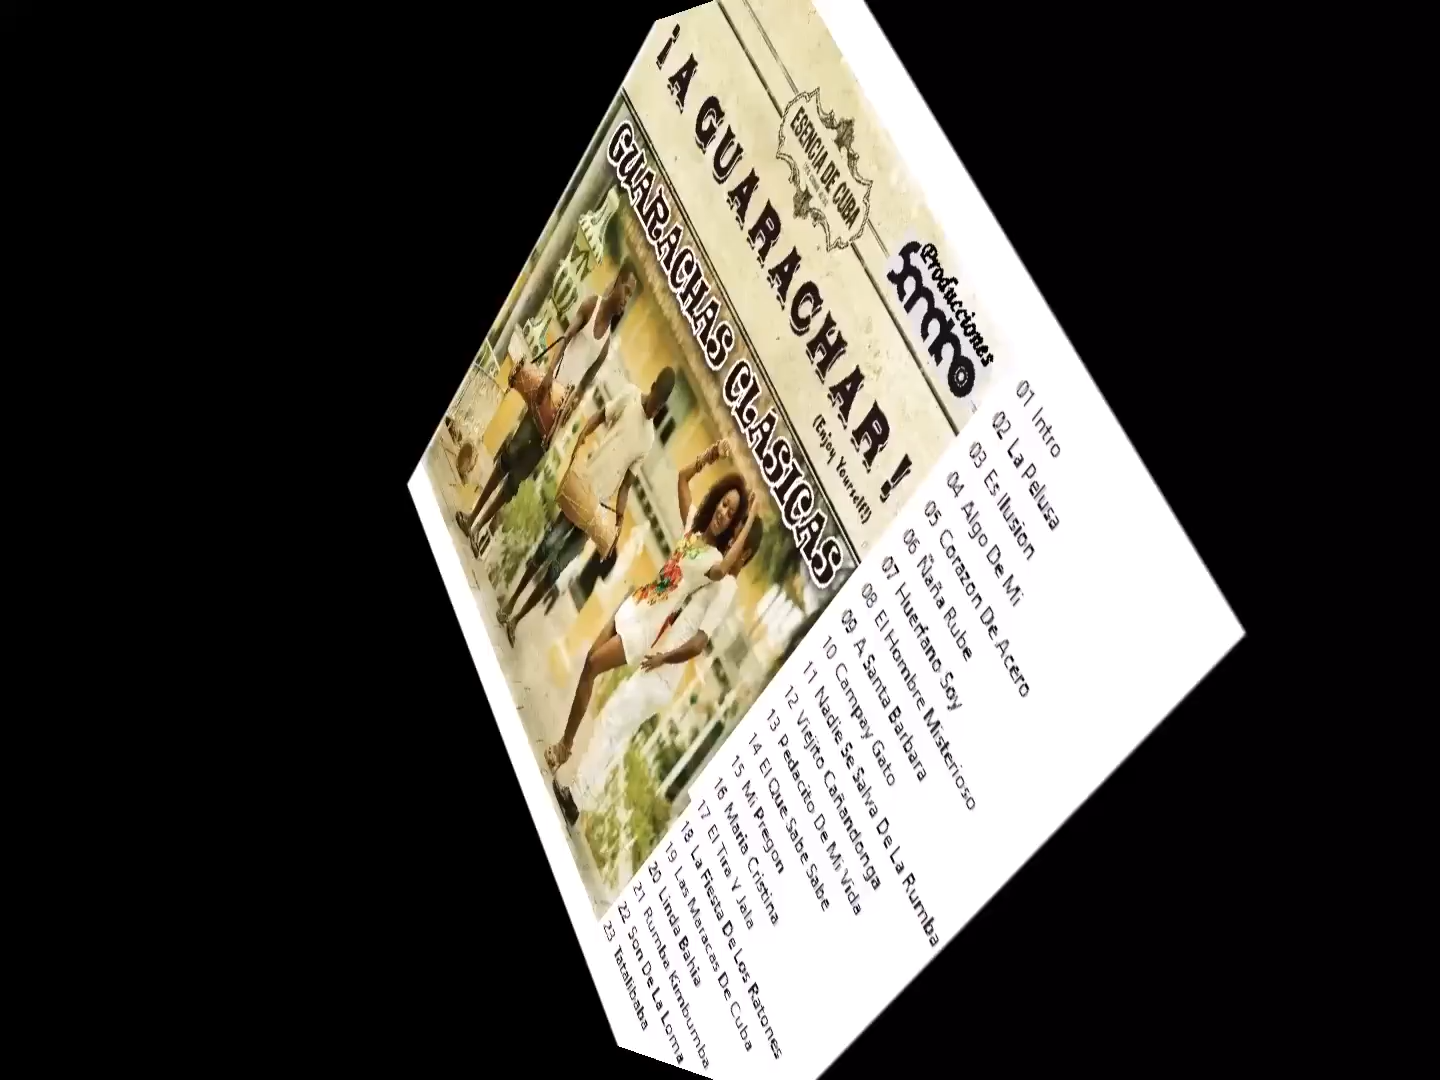 ESENCIA DE CUBA
¡A GUARACHAR!
(Enjoy Yourself!)
GUARACHAS CLÁSICAS
Producciones
01 Intro
02 La Pelusa
03 Es Ilusion
04 Algo De Mi
05 Corazon De Acero
06 Ñaña Rube
07 Huerfano Soy
08 El Hombre Misterioso
09 A Santa Barbara
10 Campay Gato
11 Nadie Se Salva De La Rumba
12 Viejito Cañandonga
13 Pedacito De Mi Vida
14 El Que Sabe Sabe
15 Mi Pregon
16 Maria Cristina
17 El Tira Y Jala
18 La Fiesta De Los Ratones
19 Las Maracas De Cuba
20 Linda Bahia
21 Rumba Kimbumba
22 Son De La Loma
23 Tatalibaba